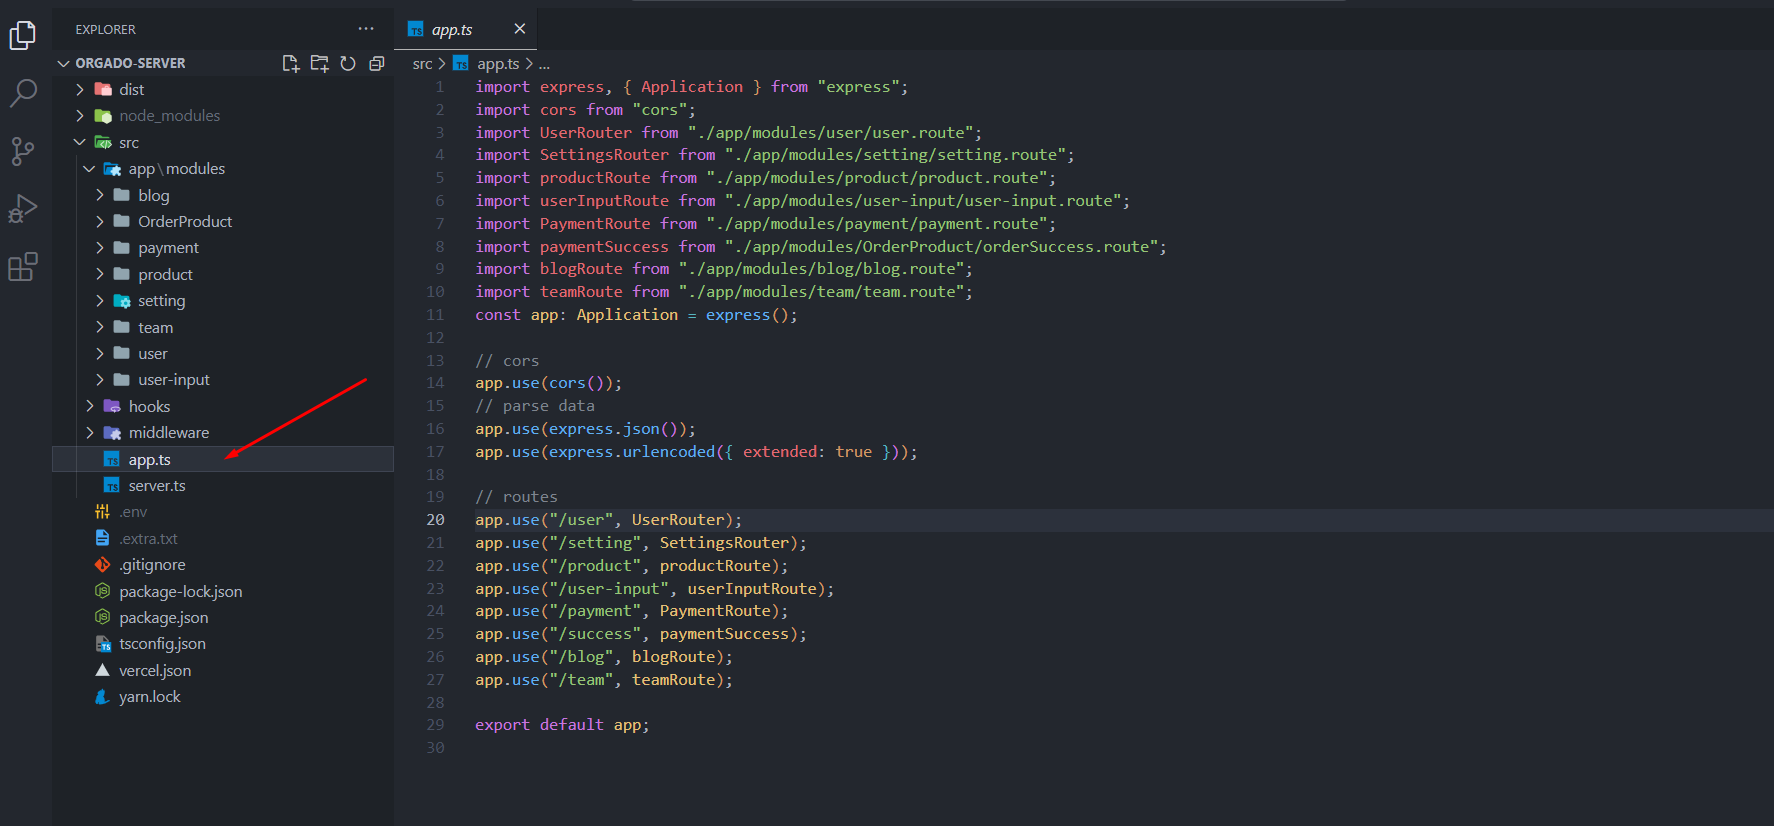 EXPLORER
ORGADO-SERVER
dist
node_modules
src
app\modules
blog
OrderProduct
payment
product
setting
team
user
user-input
hooks
middleware
TS app.ts
TS server.ts
.env
.extra.txt
.gitignore
package-lock.json
package.json
tsconfig.json
vercel.json
yarn.lock
TS app.ts
src > TS app.ts > ...
1 import express, { Application } from "express";
2 import cors from "cors";
3 import UserRouter from "./app/modules/user/user.route";
4 import SettingsRouter from "./app/modules/setting/setting.route";
5 import productRoute from "./app/modules/product/product.route";
6 import userInputRoute from "./app/modules/user-input/user-input.route";
7 import PaymentRoute from "./app/modules/payment/payment.route";
8 import paymentSuccess from "./app/modules/OrderProduct/orderSuccess.route";
9 import blogRoute from "./app/modules/blog/blog.route";
10 import teamRoute from "./app/modules/team/team.route";
11 const app: Application = express();
12
13 // cors
14 app.use(cors());
15 // parse data
16 app.use(express.json());
17 app.use(express.urlencoded({ extended: true }));
18
19 // routes
20 app.use("/user", UserRouter);
21 app.use("/setting", SettingsRouter);
22 app.use("/product", productRoute);
23 app.use("/user-input", userInputRoute);
24 app.use("/payment", PaymentRoute);
25 app.use("/success", paymentSuccess);
26 app.use("/blog", blogRoute);
27 app.use("/team", teamRoute);
28
29 export default app;
30